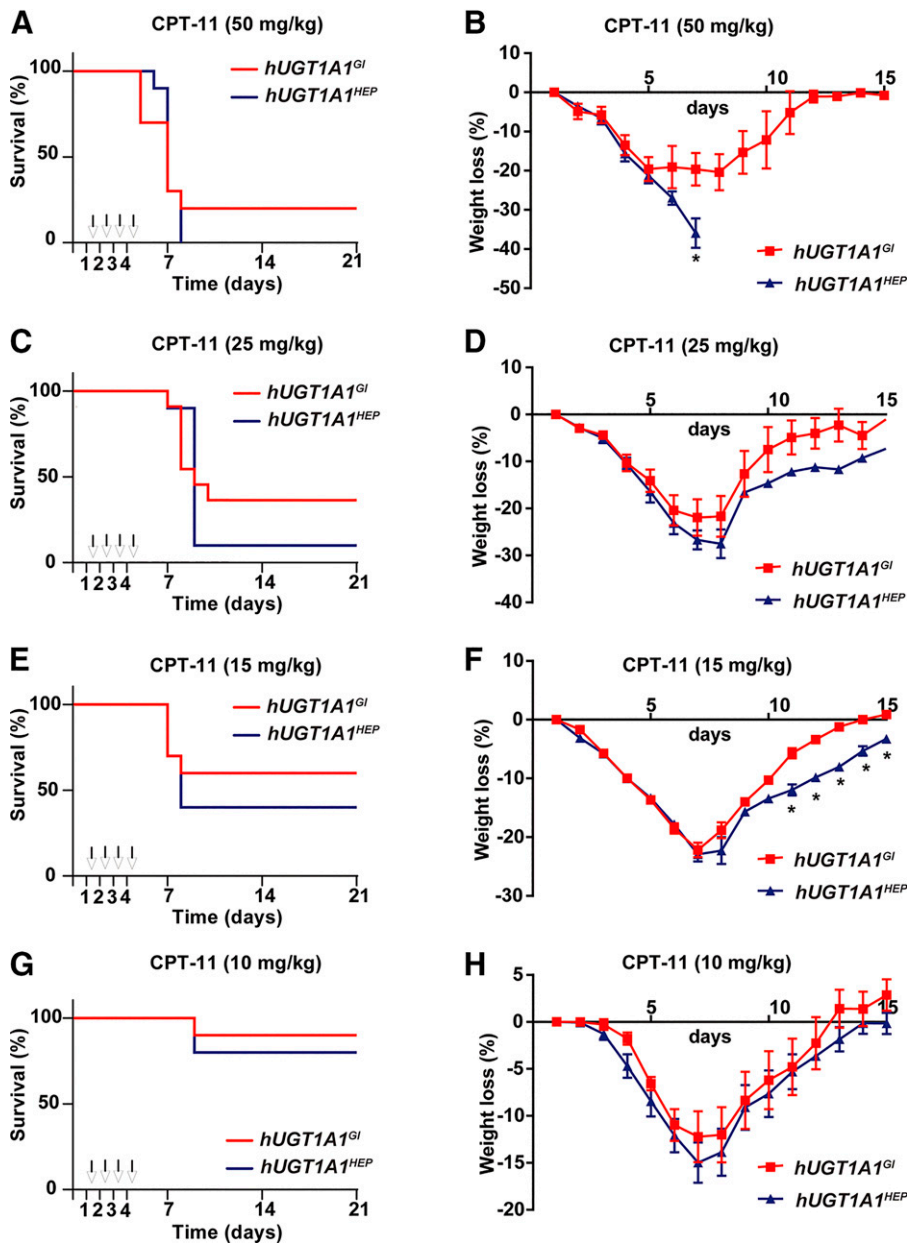 A
CPT-11 (50 mg/kg)
Survival (%)
100
50
0
hUGT1A1GI
hUGT1A1HEP
1 2 3 4 7 14 21
Time (days)
B
CPT-11 (50 mg/kg)
Weight loss (%)
10
0
-10
-20
-30
-40
-50
5 10 15
days
*
hUGT1A1GI
hUGT1A1HEP
C
CPT-11 (25 mg/kg)
Survival (%)
100
50
0
hUGT1A1GI
hUGT1A1HEP
1 2 3 4 7 14 21
Time (days)
D
CPT-11 (25 mg/kg)
Weight loss (%)
10
0
-10
-20
-30
-40
5 10 15
days
hUGT1A1GI
hUGT1A1HEP
E
CPT-11 (15 mg/kg)
Survival (%)
100
50
0
hUGT1A1GI
hUGT1A1HEP
1 2 3 4 7 14 21
Time (days)
F
CPT-11 (15 mg/kg)
Weight loss (%)
10
0
-10
-20
-30
5 10 15
days
* * * * *
hUGT1A1GI
hUGT1A1HEP
G
CPT-11 (10 mg/kg)
Survival (%)
100
50
0
hUGT1A1GI
hUGT1A1HEP
1 2 3 4 7 14 21
Time (days)
H
CPT-11 (10 mg/kg)
Weight loss (%)
5
0
-5
-10
-15
-20
5 10 15
days
hUGT1A1GI
hUGT1A1HEP